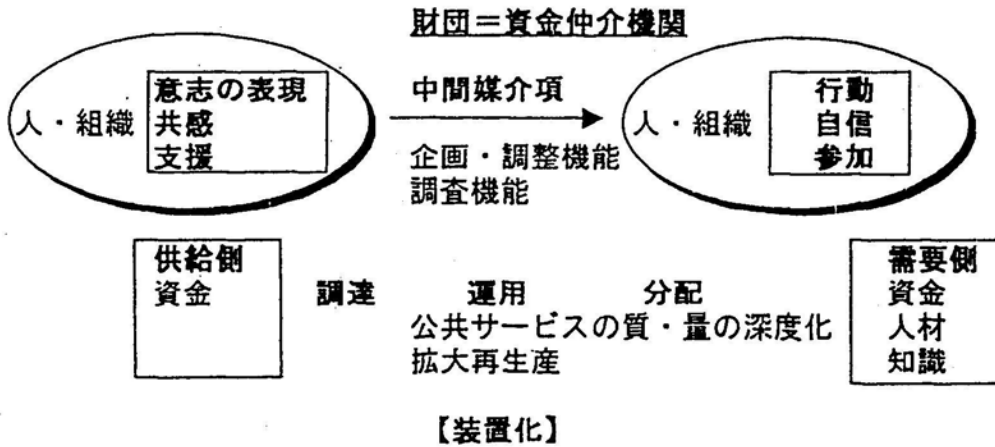 財団＝資金仲介機関
人・組織
意志の表現
共感
支援
中間媒介項
企画・調整機能
調査機能
人・組織
行動
自信
参加
供給側
資金
調達 運用 分配
公共サービスの質・量の深度化
拡大再生産
需要側
資金
人材
知識
【装置化】